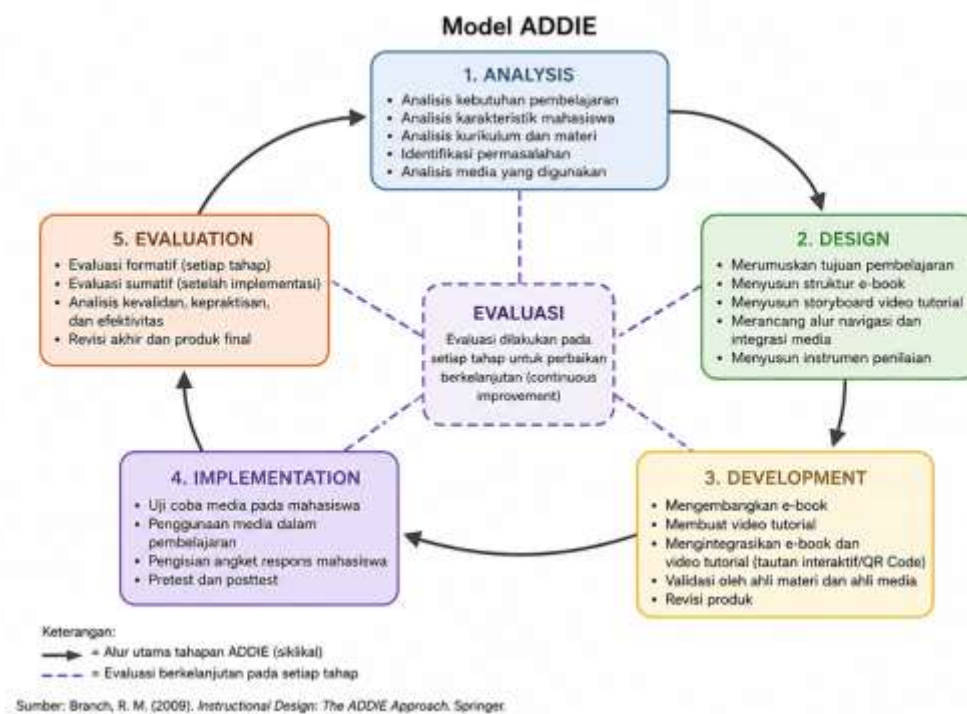 Model ADDIE
1. ANALYSIS
• Analisis kebutuhan pembelajaran
• Analisis karakteristik mahasiswa
• Analisis kurikulum dan materi
• Identifikasi permasalahan
• Analisis media yang digunakan
2. DESIGN
• Merumuskan tujuan pembelajaran
• Menyusun struktur e-book
• Menyusun storyboard video tutorial
• Merancang alur navigasi dan
integrasi media
• Menyusun instrumen penilaian
3. DEVELOPMENT
• Mengembangkan e-book
• Membuat video tutorial
• Mengintegrasikan e-book dan
video tutorial (tautan interaktif/QR Code)
• Validasi oleh ahli materi dan ahli media
• Revisi produk
4. IMPLEMENTATION
• Uji coba media pada mahasiswa
• Penggunaan media dalam
pembelajaran
• Pengisian angket respons mahasiswa
• Pretest dan posttest
5. EVALUATION
• Evaluasi formatif (setiap tahap)
• Evaluasi sumatif (setelah implementasi)
• Analisis kevalidan, kepraktisan,
dan efektivitas
• Revisi akhir dan produk final
EVALUASI
Evaluasi dilakukan pada
setiap tahap untuk perbaikan
berkelanjutan (continuous
improvement)
Keterangan:
= Alur utama tahapan ADDIE (siklikal)
= Evaluasi berkelanjutan pada setiap tahap
Sumber: Branch, R. M. (2009). Instructional Design: The ADDIE Approach. Springer.